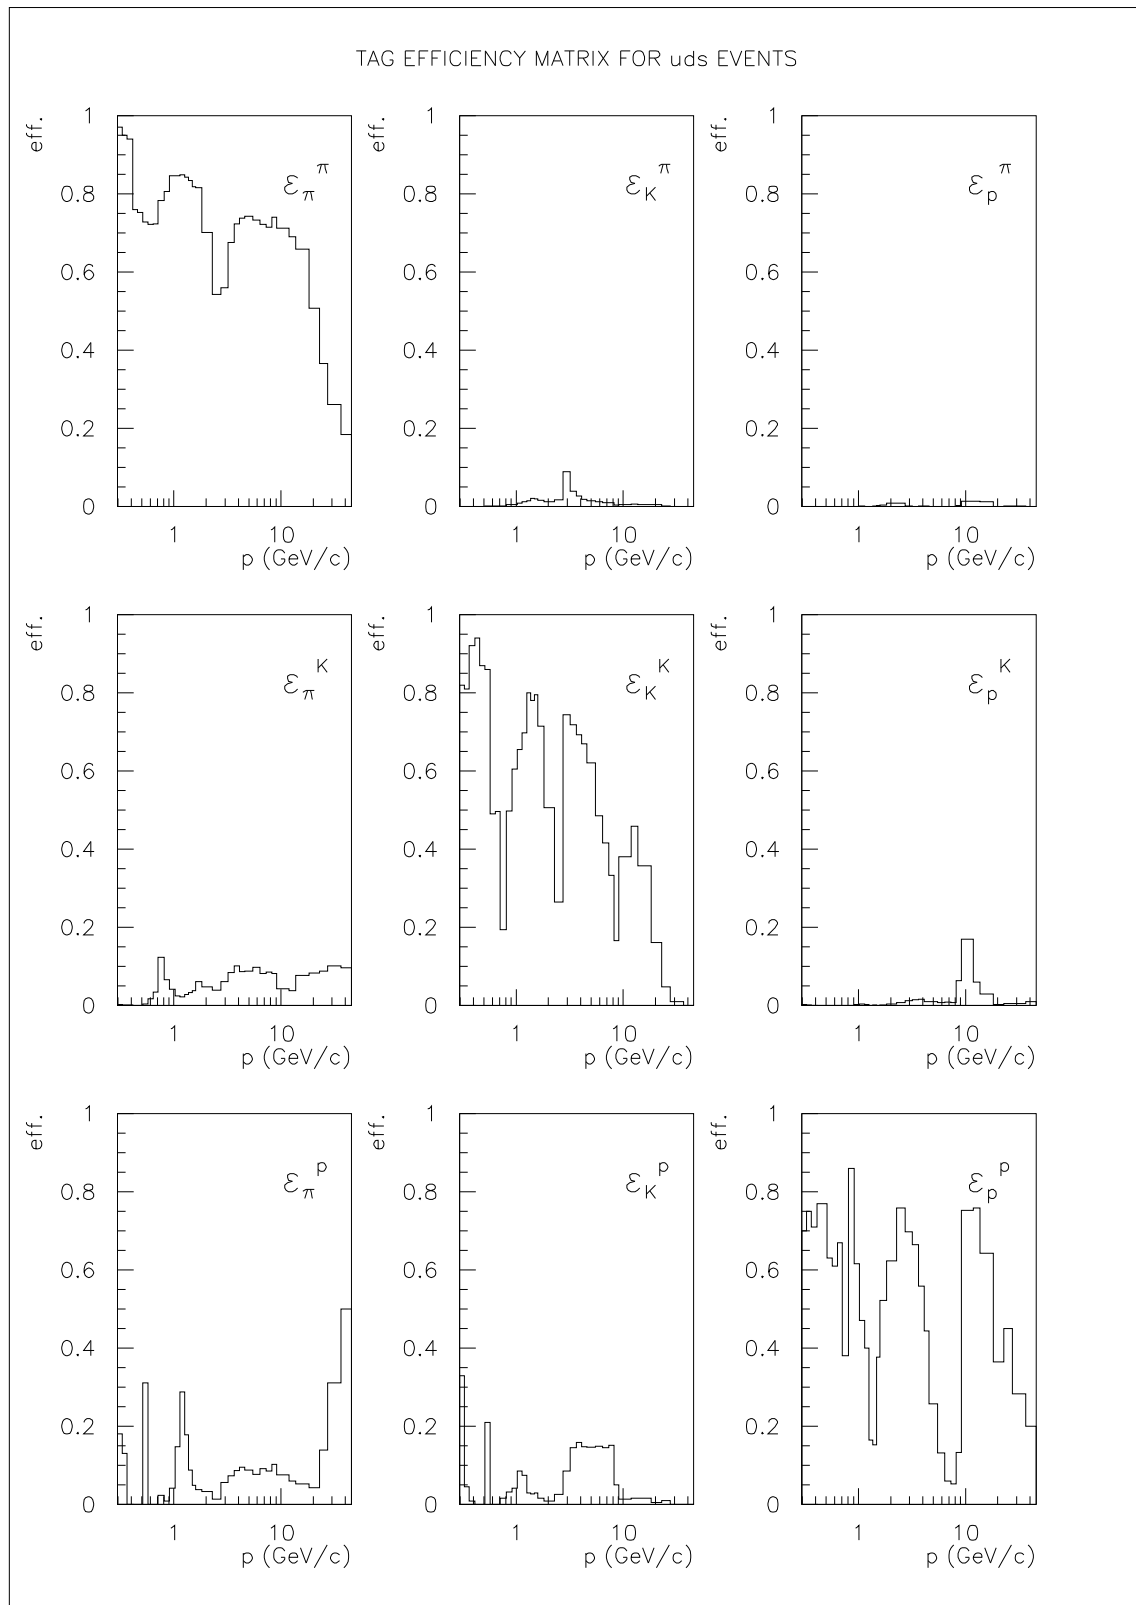 TAG EFFICIENCY MATRIX FOR uds EVENTS
eff. 1 0.8 0.6 0.4 0.2 0 1 10 p (GeV/c) ε_π^π
eff. 1 0.8 0.6 0.4 0.2 0 1 10 p (GeV/c) ε_K^π
eff. 1 0.8 0.6 0.4 0.2 0 1 10 p (GeV/c) ε_p^π
eff. 1 0.8 0.6 0.4 0.2 0 1 10 p (GeV/c) ε_π^K
eff. 1 0.8 0.6 0.4 0.2 0 1 10 p (GeV/c) ε_K^K
eff. 1 0.8 0.6 0.4 0.2 0 1 10 p (GeV/c) ε_p^K
eff. 1 0.8 0.6 0.4 0.2 0 1 10 p (GeV/c) ε_π^p
eff. 1 0.8 0.6 0.4 0.2 0 1 10 p (GeV/c) ε_K^p
eff. 1 0.8 0.6 0.4 0.2 0 1 10 p (GeV/c) ε_p^p